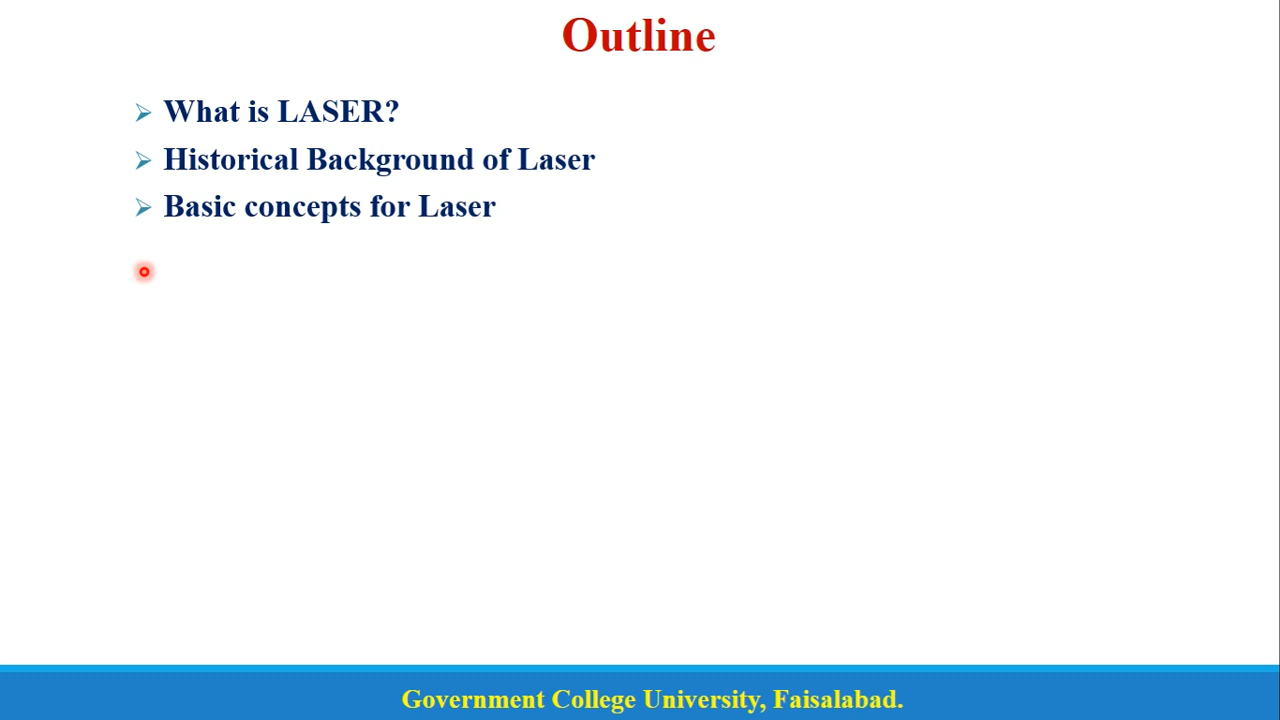 Outline
What is LASER?
Historical Background of Laser
Basic concepts for Laser
Government College University, Faisalabad.